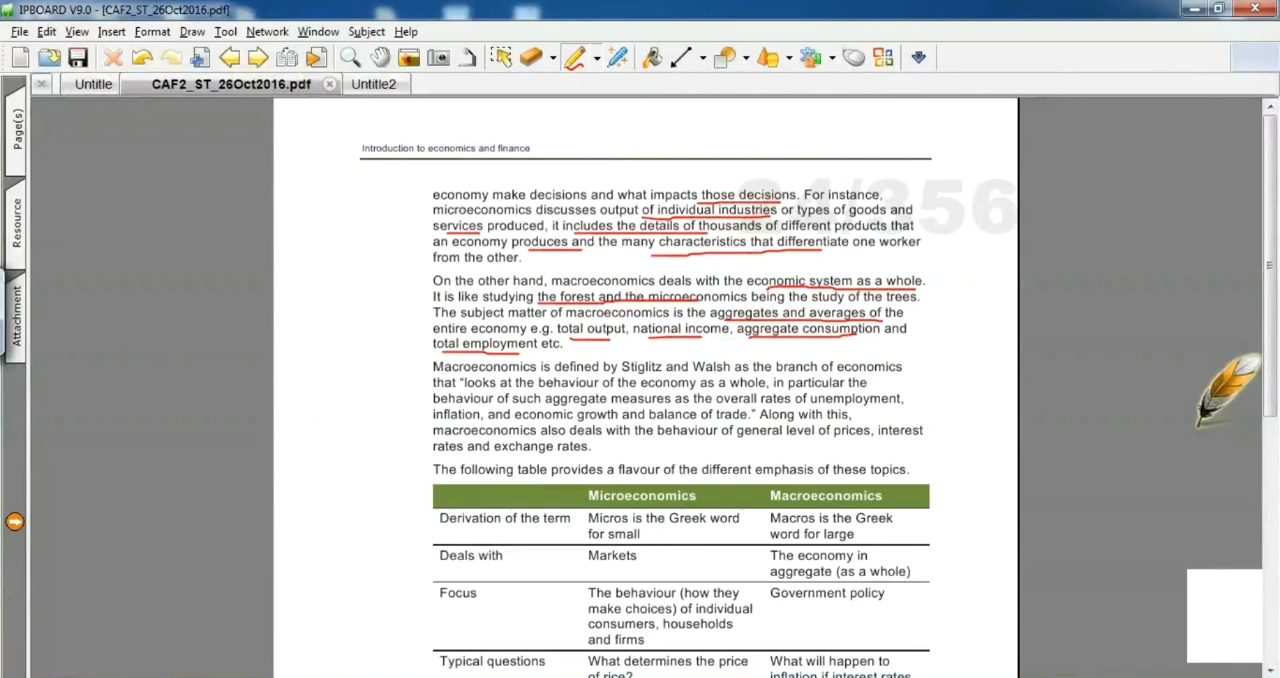 IPBOARD V9.0 - [CAF2_ST_26Oct2016.pdf]
File Edit View Insert Format Draw Tool Network Window Subject Help
Untitle CAF2_ST_26Oct2016.pdf Untitle2
Page(s)
Resource
Attachment
Introduction to economics and finance
24/356
economy make decisions and what impacts those decisions. For instance,
microeconomics discusses output of individual industries or types of goods and
services produced, it includes the details of thousands of different products that
an economy produces and the many characteristics that differentiate one worker
from the other.
On the other hand, macroeconomics deals with the economic system as a whole.
It is like studying the forest and the microeconomics being the study of the trees.
The subject matter of macroeconomics is the aggregates and averages of the
entire economy e.g. total output, national income, aggregate consumption and
total employment etc.
Macroeconomics is defined by Stiglitz and Walsh as the branch of economics
that “looks at the behaviour of the economy as a whole, in particular the
behaviour of such aggregate measures as the overall rates of unemployment,
inflation, and economic growth and balance of trade.” Along with this,
macroeconomics also deals with the behaviour of general level of prices, interest
rates and exchange rates.
The following table provides a flavour of the different emphasis of these topics.
Microeconomics Macroeconomics
Derivation of the term Micros is the Greek word Macros is the Greek
for small word for large
Deals with Markets The economy in
aggregate (as a whole)
Focus The behaviour (how they Government policy
make choices) of individual
consumers, households
and firms
Typical questions What determines the price What will happen to
of rice? inflation if interest rates